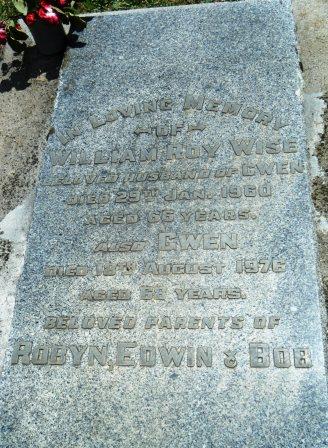 IN LOVING MEMORY
OF
WILLIAM ROY WISE
BELOVED HUSBAND OF GWEN
DIED 29TH JAN. 1960
AGED 66 YEARS.
ALSO GWEN
DIED 18TH AUGUST 1976
AGED 62 YEARS.
BELOVED PARENTS OF
ROBYN, EDWIN & BOB